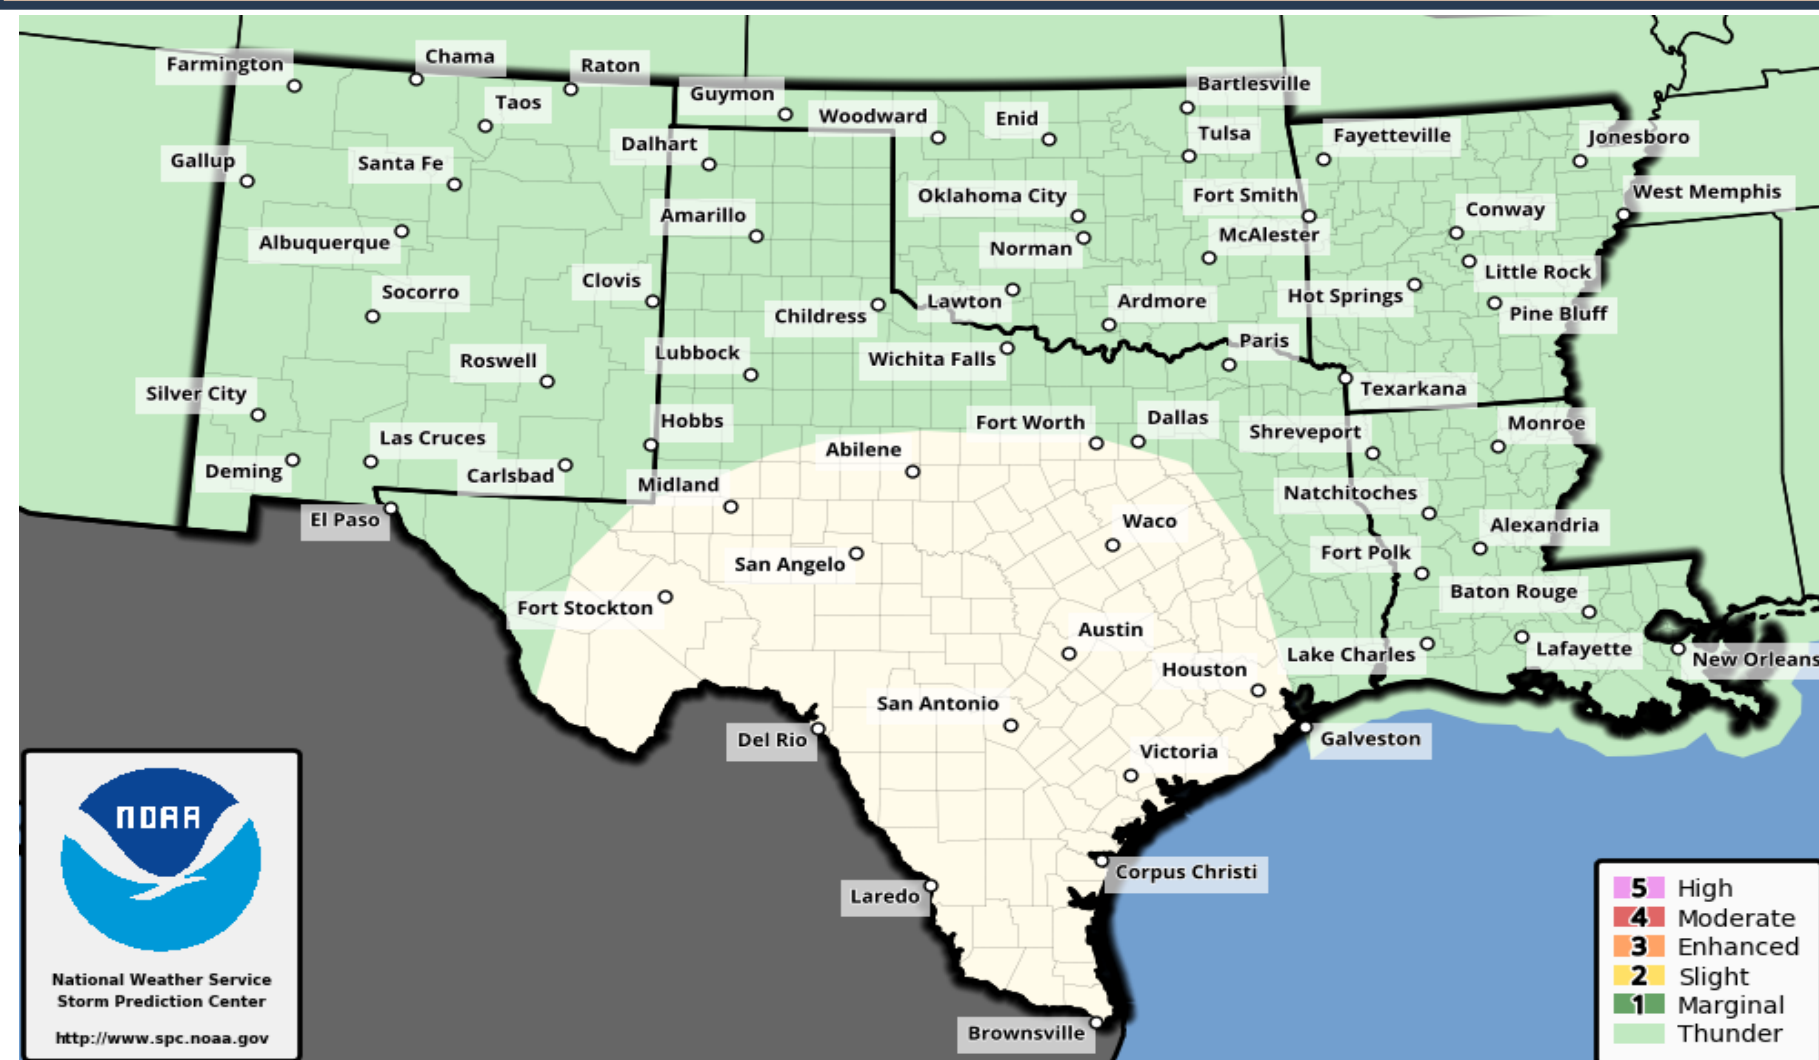 Farmington
Chama
Raton
Taos
Guymon
Woodward
Enid
Bartlesville
Tulsa
Fayetteville
Jonesboro
Gallup
Santa Fe
Dalhart
Oklahoma City
Fort Smith
Conway
West Memphis
Albuquerque
Amarillo
Norman
McAlester
Little Rock
Socorro
Clovis
Childress
Lawton
Ardmore
Hot Springs
Pine Bluff
Roswell
Lubbock
Wichita Falls
Paris
Texarkana
Silver City
Hobbs
Fort Worth
Dallas
Shreveport
Monroe
Las Cruces
Deming
Carlsbad
Midland
Abilene
Natchitoches
El Paso
San Angelo
Waco
Fort Polk
Alexandria
Fort Stockton
Austin
Baton Rouge
Houston
Lake Charles
Lafayette
New Orleans
San Antonio
Del Rio
Victoria
Galveston
Laredo
Corpus Christi
Brownsville
NOAA
National Weather Service
Storm Prediction Center
http://www.spc.noaa.gov
5 High
4 Moderate
3 Enhanced
2 Slight
1 Marginal
Thunder